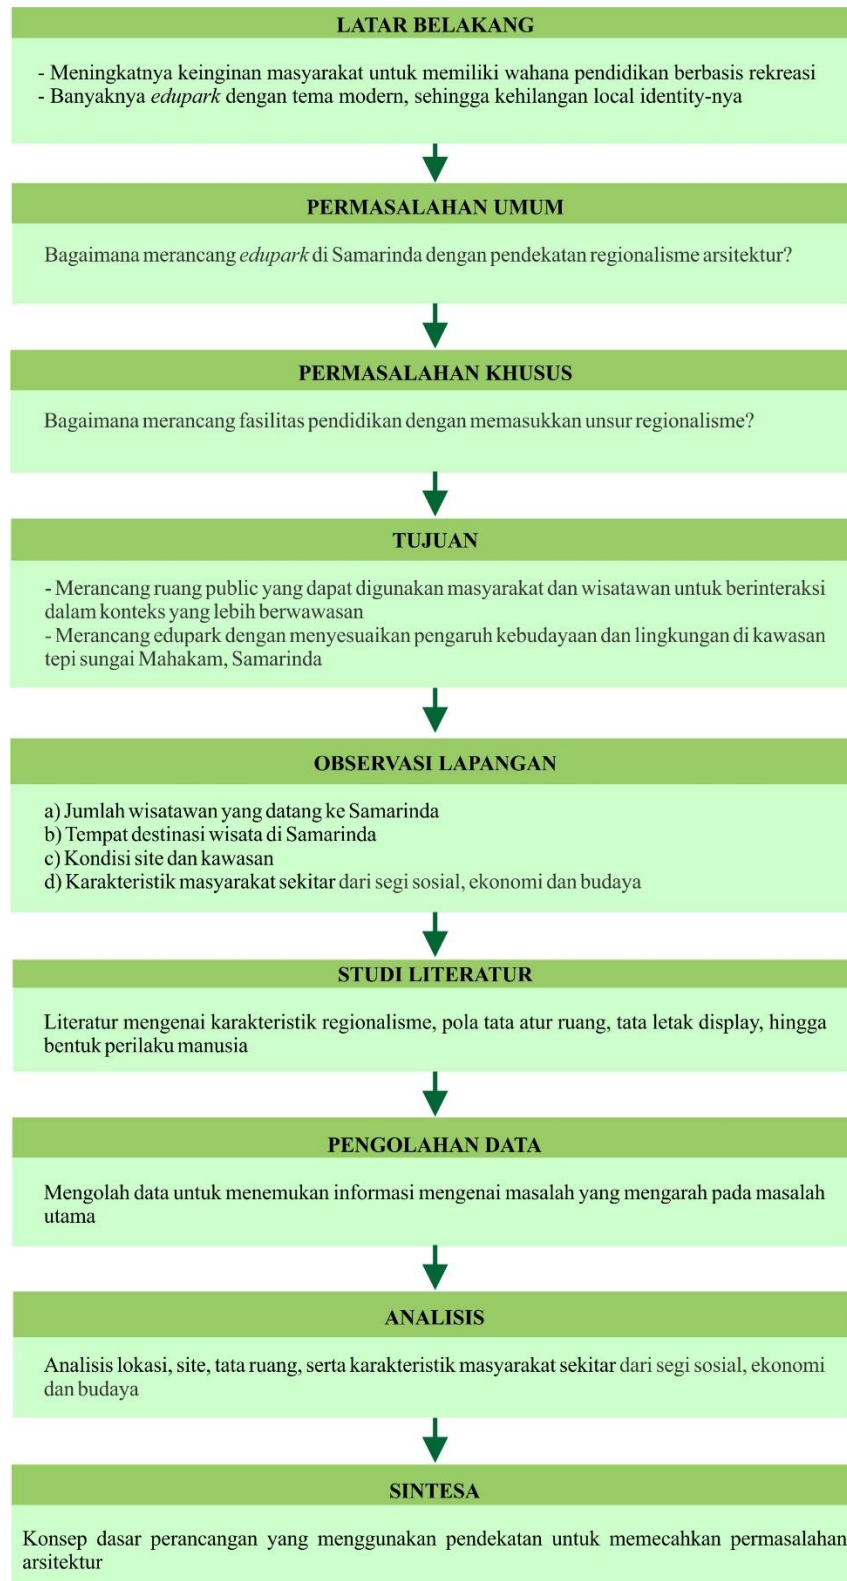 LATAR BELAKANG
- Meningkatnya keinginan masyarakat untuk memiliki wahana pendidikan berbasis rekreasi
- Banyaknya edupark dengan tema modern, sehingga kehilangan local identity-nya
PERMASALAHAN UMUM
Bagaimana merancang edupark di Samarinda dengan pendekatan regionalisme arsitektur?
PERMASALAHAN KHUSUS
Bagaimana merancang fasilitas pendidikan dengan memasukkan unsur regionalisme?
TUJUAN
- Merancang ruang public yang dapat digunakan masyarakat dan wisatawan untuk berinteraksi
dalam konteks yang lebih berwawasan
- Merancang edupark dengan menyesuaikan pengaruh kebudayaan dan lingkungan di kawasan
tepi sungai Mahakam, Samarinda
OBSERVASI LAPANGAN
a) Jumlah wisatawan yang datang ke Samarinda
b) Tempat destinasi wisata di Samarinda
c) Kondisi site dan kawasan
d) Karakteristik masyarakat sekitar dari segi sosial, ekonomi dan budaya
STUDI LITERATUR
Literatur mengenai karakteristik regionalisme, pola tata atur ruang, tata letak display, hingga
bentuk perilaku manusia
PENGOLAHAN DATA
Mengolah data untuk menemukan informasi mengenai masalah yang mengarah pada masalah
utama
ANALISIS
Analisis lokasi, site, tata ruang, serta karakteristik masyarakat sekitar dari segi sosial, ekonomi
dan budaya
SINTESA
Konsep dasar perancangan yang menggunakan pendekatan untuk memecahkan permasalahan
arsitektur